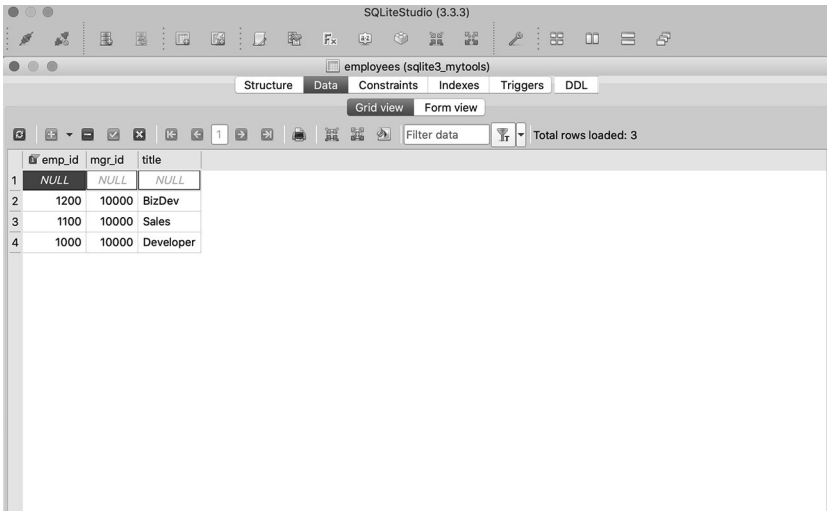 SQLiteStudio (3.3.3)
employees (sqlite3_mytools)
Structure Data Constraints Indexes Triggers DDL
Grid view Form view
1 Filter data Total rows loaded: 3
emp_id mgr_id title
1 NULL NULL NULL
2 1200 10000 BizDev
3 1100 10000 Sales
4 1000 10000 Developer